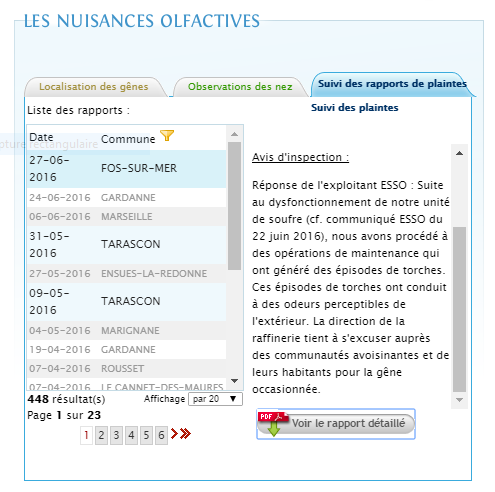 LES NUISANCES OLFACTIVES
Localisation des gênes
Observations des nez
Suivi des rapports de plaintes
Liste des rapports :
Suivi des plaintes
Date Commune
27-06-2016 FOS-SUR-MER
24-06-2016 GARDANNE
06-06-2016 MARSEILLE
31-05-2016 TARASCON
27-05-2016 ENSUES-LA-REDONNE
09-05-2016 TARASCON
04-05-2016 MARIGNANE
19-04-2016 GARDANNE
07-04-2016 ROUSSET
07-04-2016 LE CANNET-DES-MAURES
448 résultat(s) Affichage par 20
Page 1 sur 23
1 2 3 4 5 6
Avis d'inspection :
Réponse de l'exploitant ESSO : Suite
au dysfonctionnement de notre unité
de soufre (cf. communiqué ESSO du
22 juin 2016), nous avons procédé à
des opérations de maintenance qui
ont généré des épisodes de torches.
Ces épisodes de torches ont conduit
à des odeurs perceptibles de
l'extérieur. La direction de la
raffinerie tient à s'excuser auprès
des communautés avoisinantes et de
leurs habitants pour la gêne
occasionnée.
PDF Voir le rapport détaillé